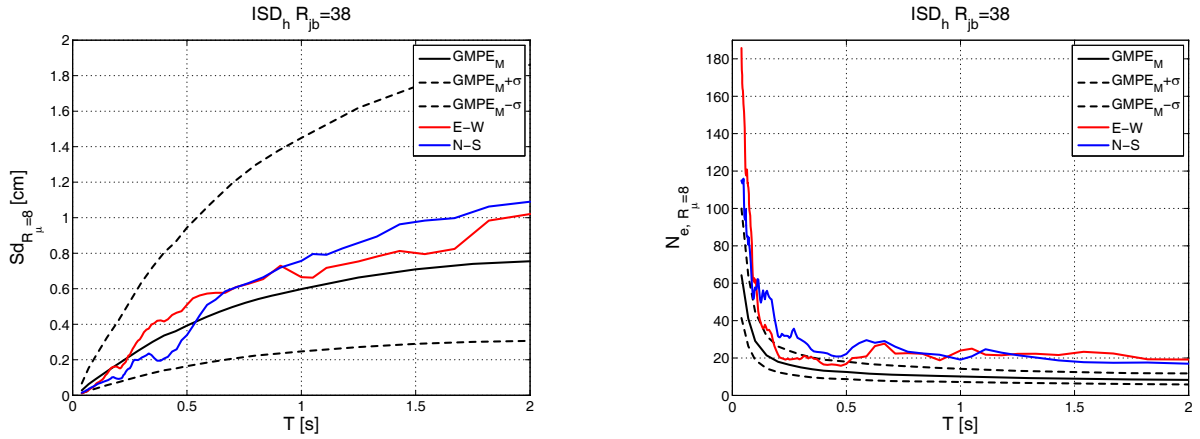 ISD_h R_jb=38
Sd_{R_μ=8} [cm]
2
1.8
1.6
1.4
1.2
1
0.8
0.6
0.4
0.2
0
0
0.5
1
1.5
2
T [s]
GMPE_M
GMPE_M+σ
GMPE_M−σ
E−W
N−S
ISD_h R_jb=38
N_{e, R_μ=8}
180
160
140
120
100
80
60
40
20
0
0
0.5
1
1.5
2
T [s]
GMPE_M
GMPE_M+σ
GMPE_M−σ
E−W
N−S